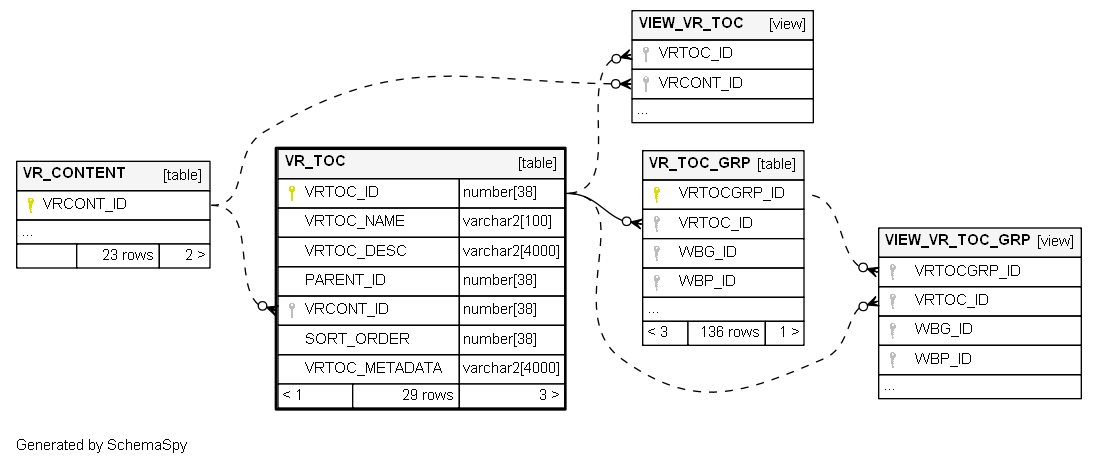 VIEW_VR_TOC [view]
VRTOC_ID
VRCONT_ID
...
VR_CONTENT [table]
VRCONT_ID
...
23 rows 2 >
VR_TOC [table]
VRTOC_ID number[38]
VRTOC_NAME varchar2[100]
VRTOC_DESC varchar2[4000]
PARENT_ID number[38]
VRCONT_ID number[38]
SORT_ORDER number[38]
VRTOC_METADATA varchar2[4000]
< 1 29 rows 3 >
VR_TOC_GRP [table]
VRTOCGRP_ID
VRTOC_ID
WBG_ID
WBP_ID
...
< 3 136 rows 1 >
VIEW_VR_TOC_GRP [view]
VRTOCGRP_ID
VRTOC_ID
WBG_ID
WBP_ID
...
Generated by SchemaSpy